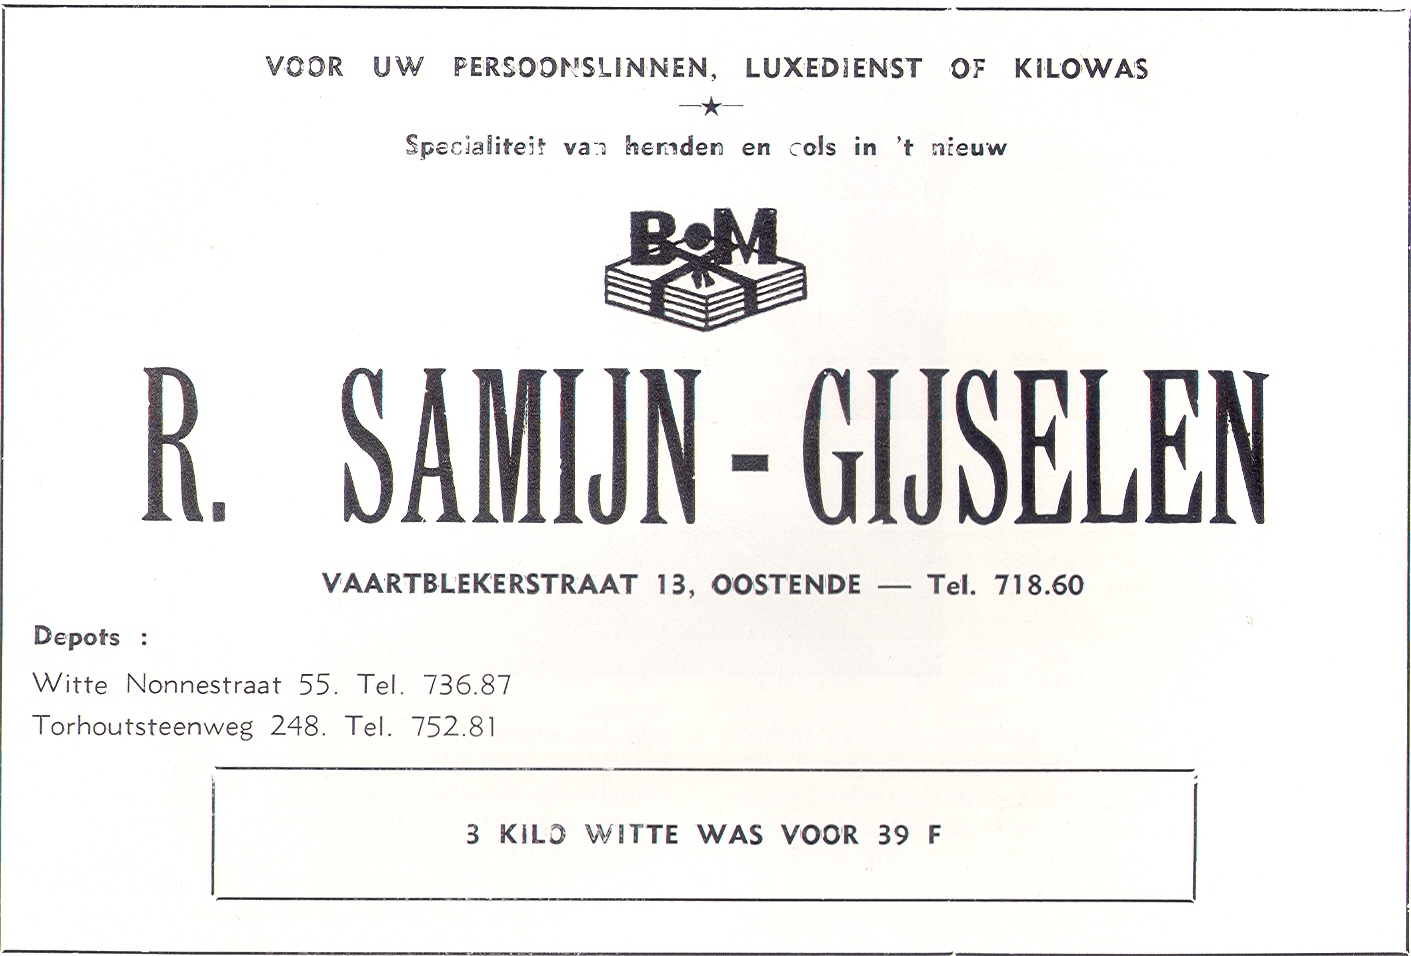 VOOR UW PERSOONSLINNEN, LUXEDIENST OF KILOWAS
Specialiteit van hemden en cols in 't nieuw
B M
R. SAMIJN - GIJSELEN
VAARTBLEKERSTRAAT 13, OOSTENDE — Tel. 718.60
Depots :
Witte Nonnestraat 55. Tel. 736.87
Torhoutsteenweg 248. Tel. 752.81
3 KILO WITTE WAS VOOR 39 F